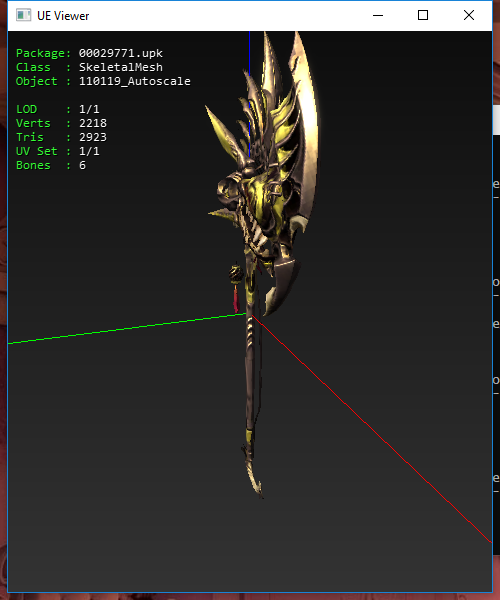 UE Viewer
Package: 00029771.upk
Class  : SkeletalMesh
Object : 110119_Autoscale
LOD    : 1/1
Verts  : 2218
Tris   : 2923
UV Set : 1/1
Bones  : 6